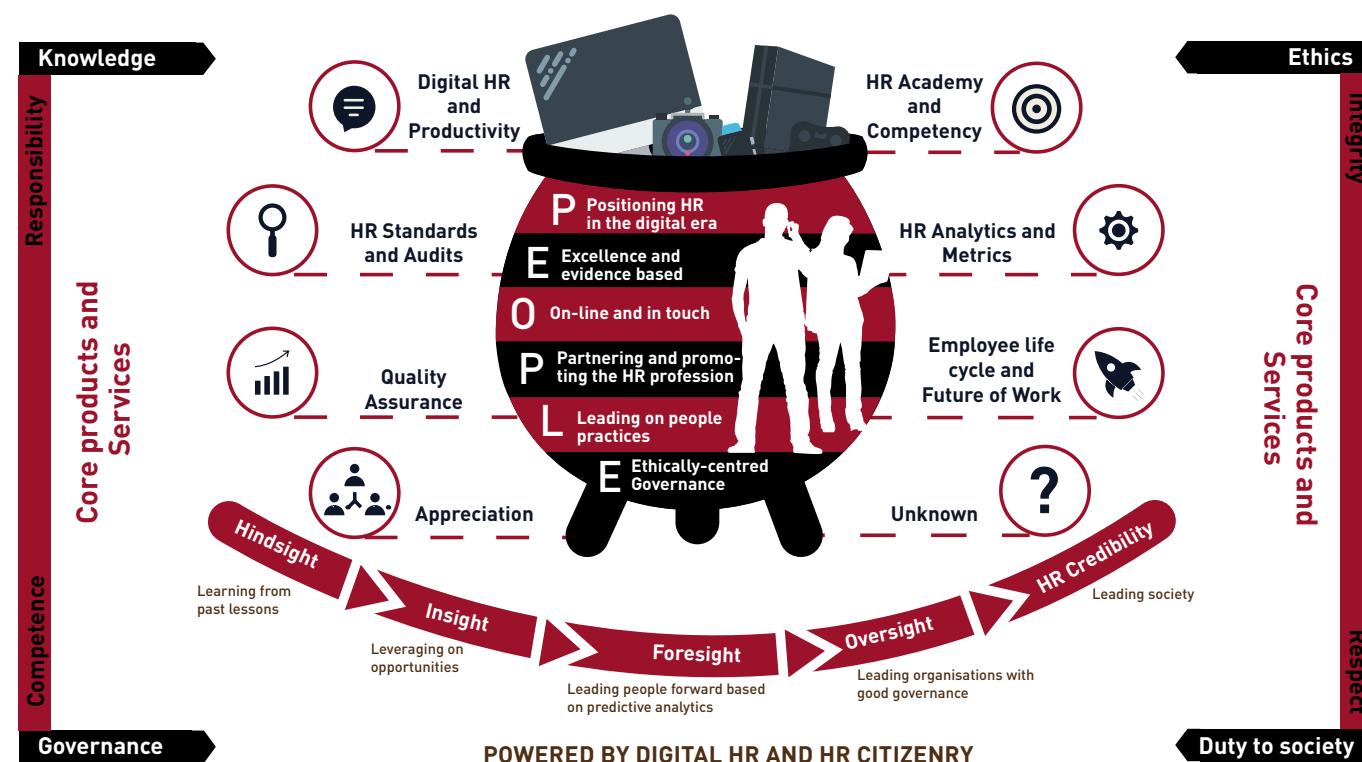 Knowledge
Ethics
Responsibility
Integrity
Core products and
Services
Core products and
Services
Competence
Respect
Governance
Duty to society
Digital HR
and
Productivity
HR Academy
and
Competency
HR Standards
and Audits
HR Analytics and
Metrics
Quality
Assurance
Employee life
cycle and
Future of Work
Appreciation
Unknown
?
P Positioning HR
in the digital era
E Excellence and
evidence based
O On-line and in touch
P Partnering and promo-
ting the HR profession
L Leading on people
practices
E Ethically-centred
Governance
Hindsight
Learning from
past lessons
Insight
Leveraging on
opportunities
Foresight
Leading people forward based
on predictive analytics
Oversight
Leading organisations with
good governance
HR Credibility
Leading society
POWERED BY DIGITAL HR AND HR CITIZENRY